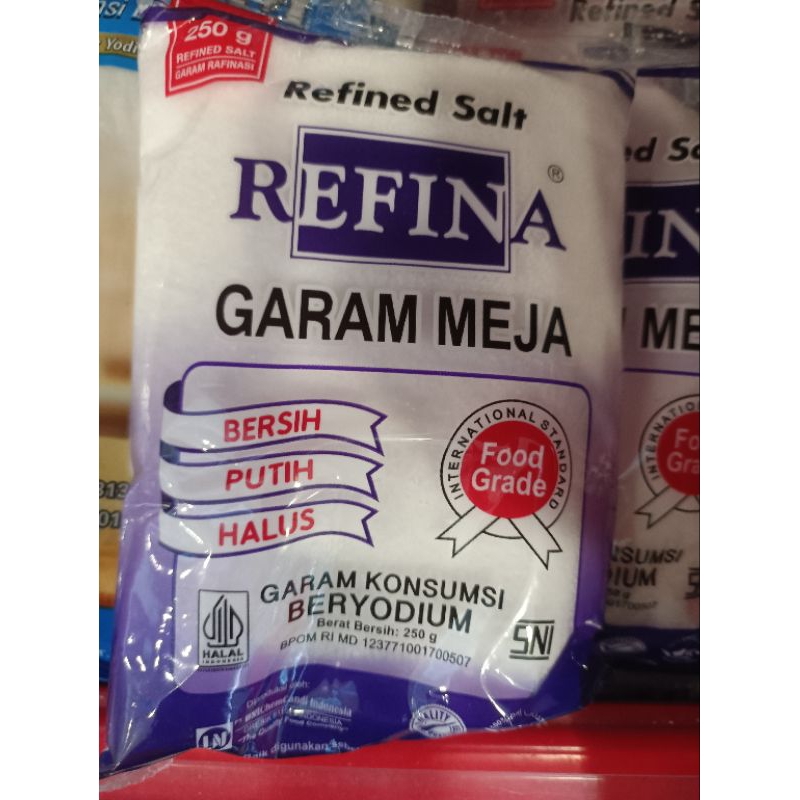 250 g
REFINED SALT
GARAM RAFINASI
Refined Salt
REFINA®
GARAM MEJA
BERSIH
PUTIH
HALUS
INTERNATIONAL STANDARD
Food
Grade
GARAM KONSUMSI
BERYODIUM
Berat Bersih: 250 g
BPOM RI MD 123771001700507
HALAL
INDONESIA
SNI